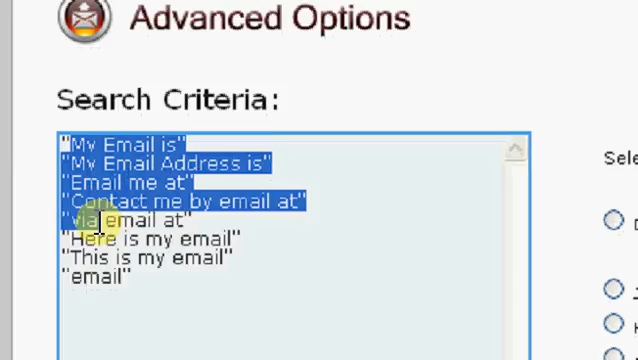 Advanced Options
Search Criteria:
"My Email is"
"My Email Address is"
"Email me at"
"Contact me by email at"
"via email at"
"Here is my email"
"This is my email"
"email"